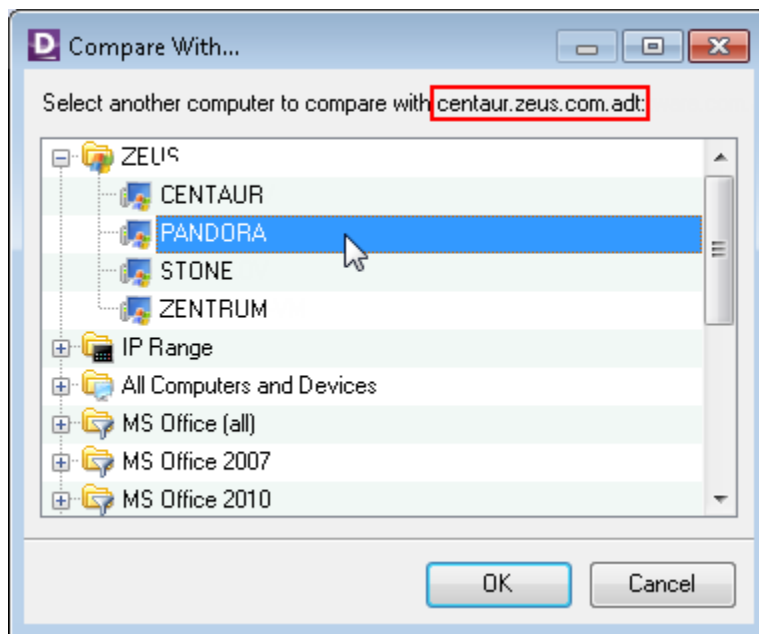 D Compare With...
Select another computer to compare with centaur.zeus.com.adt:
ZEUS
CENTAUR
PANDORA
STONE
ZENTRUM
IP Range
All Computers and Devices
MS Office (all)
MS Office 2007
MS Office 2010
OK Cancel